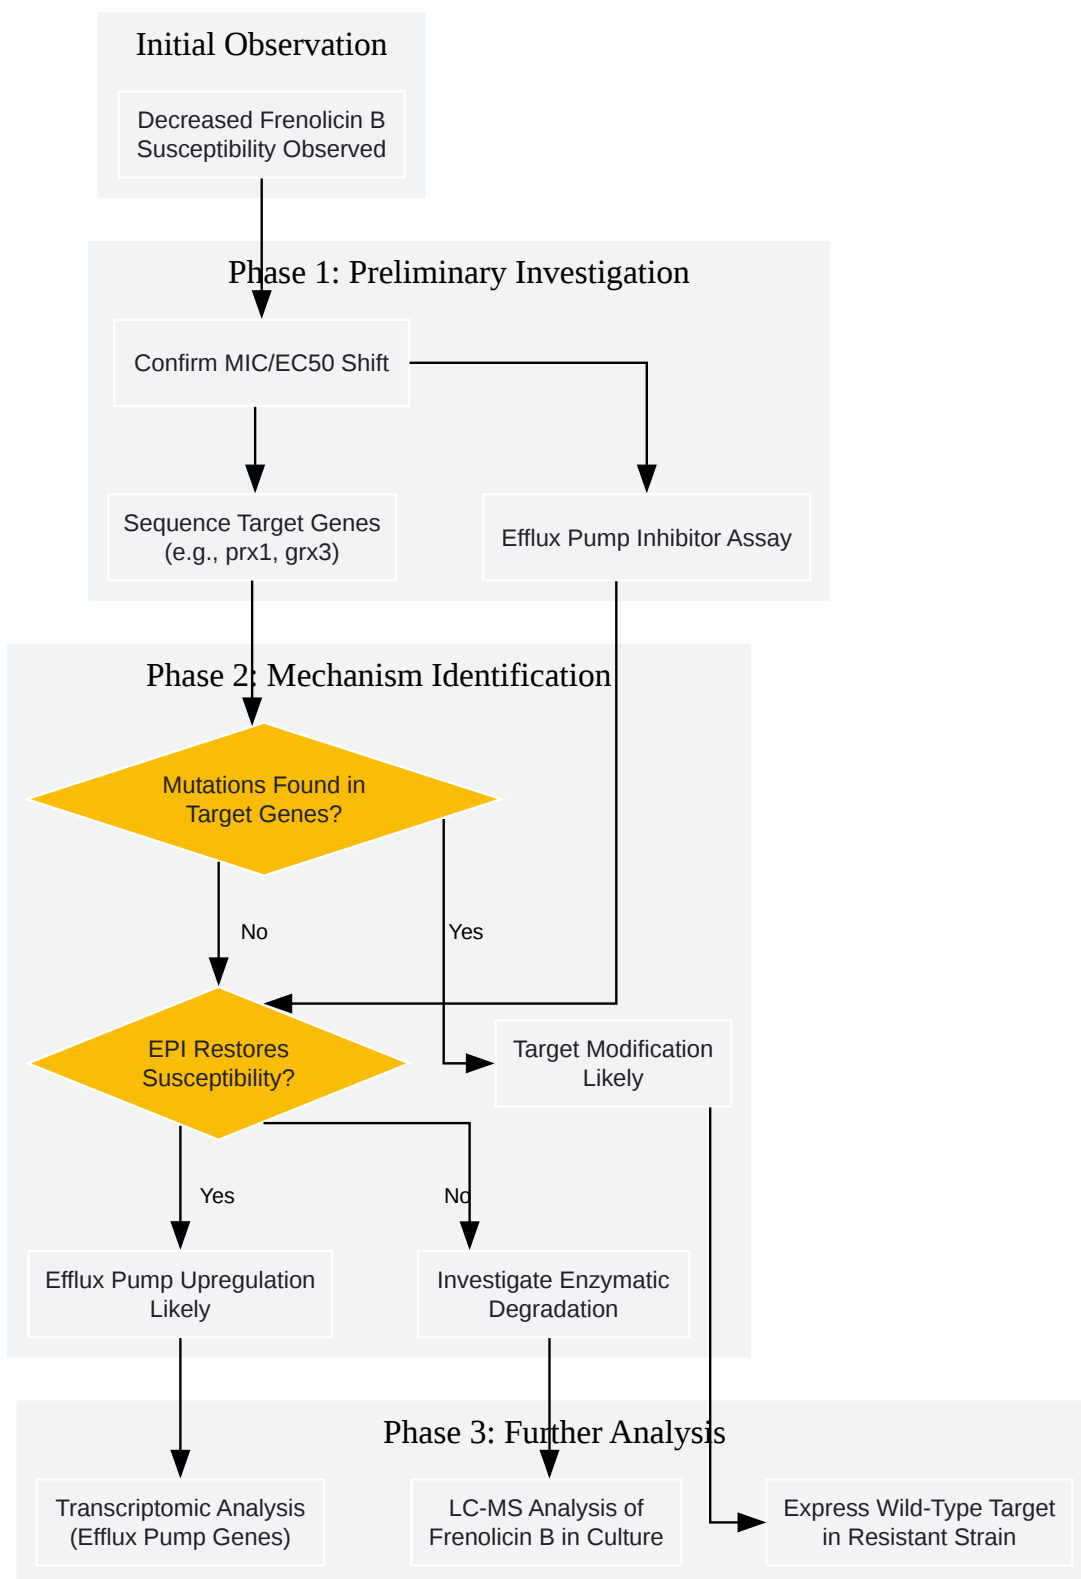 Initial Observation
Decreased Frenolicin B
Susceptibility Observed
Phase 1: Preliminary Investigation
Confirm MIC/EC50 Shift
Sequence Target Genes
(e.g., prx1, grx3)
Efflux Pump Inhibitor Assay
Phase 2: Mechanism Identification
Mutations Found in
Target Genes?
No
Yes
EPI Restores
Susceptibility?
Target Modification
Likely
Yes
No
Efflux Pump Upregulation
Likely
Investigate Enzymatic
Degradation
Phase 3: Further Analysis
Transcriptomic Analysis
(Efflux Pump Genes)
LC-MS Analysis of
Frenolicin B in Culture
Express Wild-Type Target
in Resistant Strain